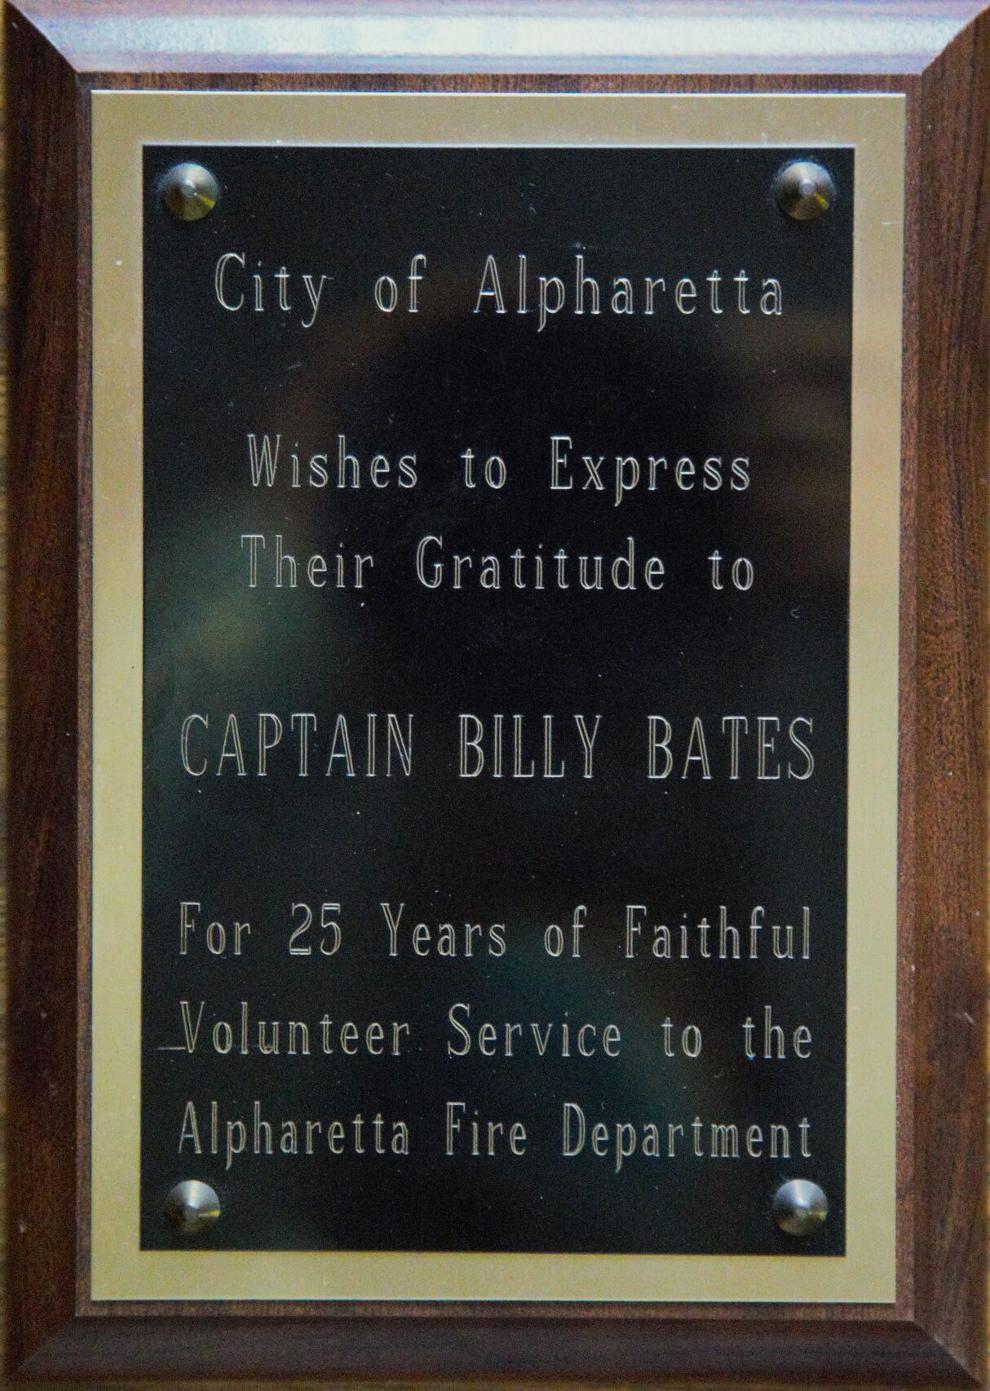 City of Alpharetta
Wishes to Express
Their Gratitude to
CAPTAIN BILLY BATES
For 25 Years of Faithful
Volunteer Service to the
Alpharetta Fire Department